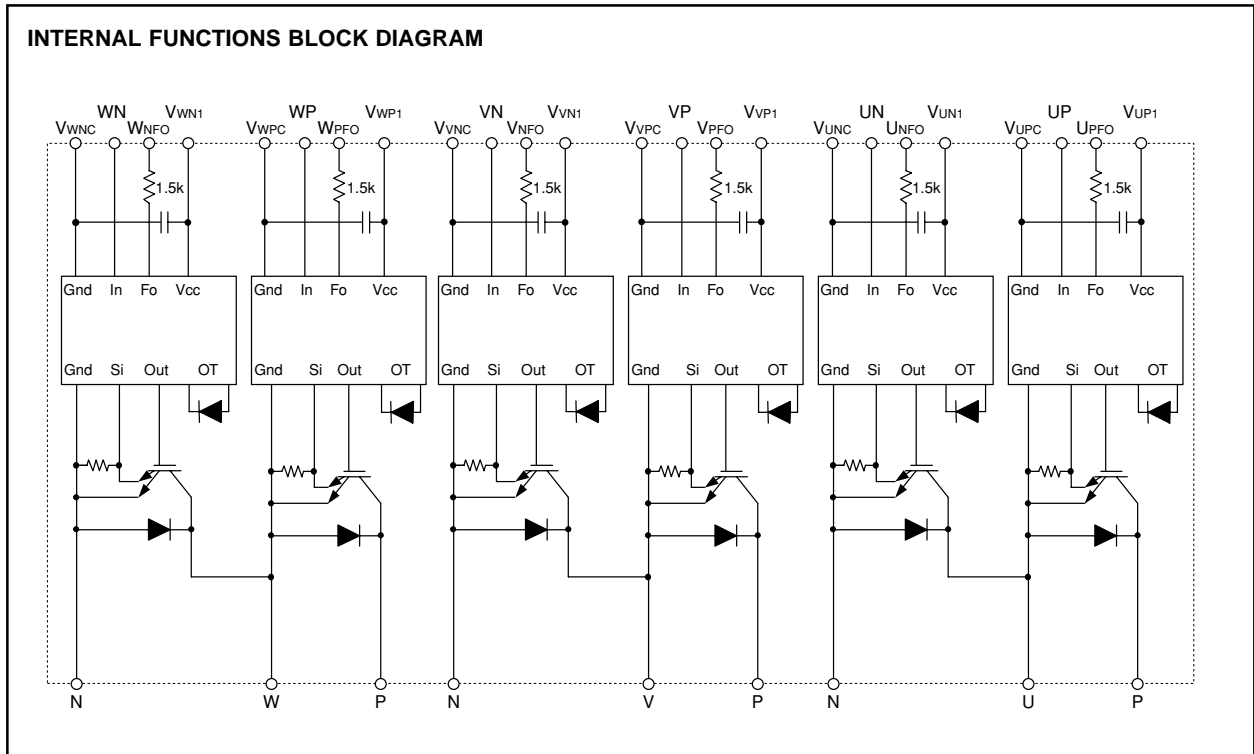 INTERNAL FUNCTIONS BLOCK DIAGRAM
WN VWN1 WP VWP1 VN VVN1 VP VVP1 UN VUN1 UP VUP1
VWNC WNFO VWPC WPFO VVNC VNFO VVPC VPFO VUNC UNFO VUPC UPFO
1.5k 1.5k 1.5k 1.5k 1.5k 1.5k
Gnd In Fo Vcc Gnd In Fo Vcc Gnd In Fo Vcc Gnd In Fo Vcc Gnd In Fo Vcc Gnd In Fo Vcc
Gnd Si Out OT Gnd Si Out OT Gnd Si Out OT Gnd Si Out OT Gnd Si Out OT Gnd Si Out OT
N W P N V P N U P